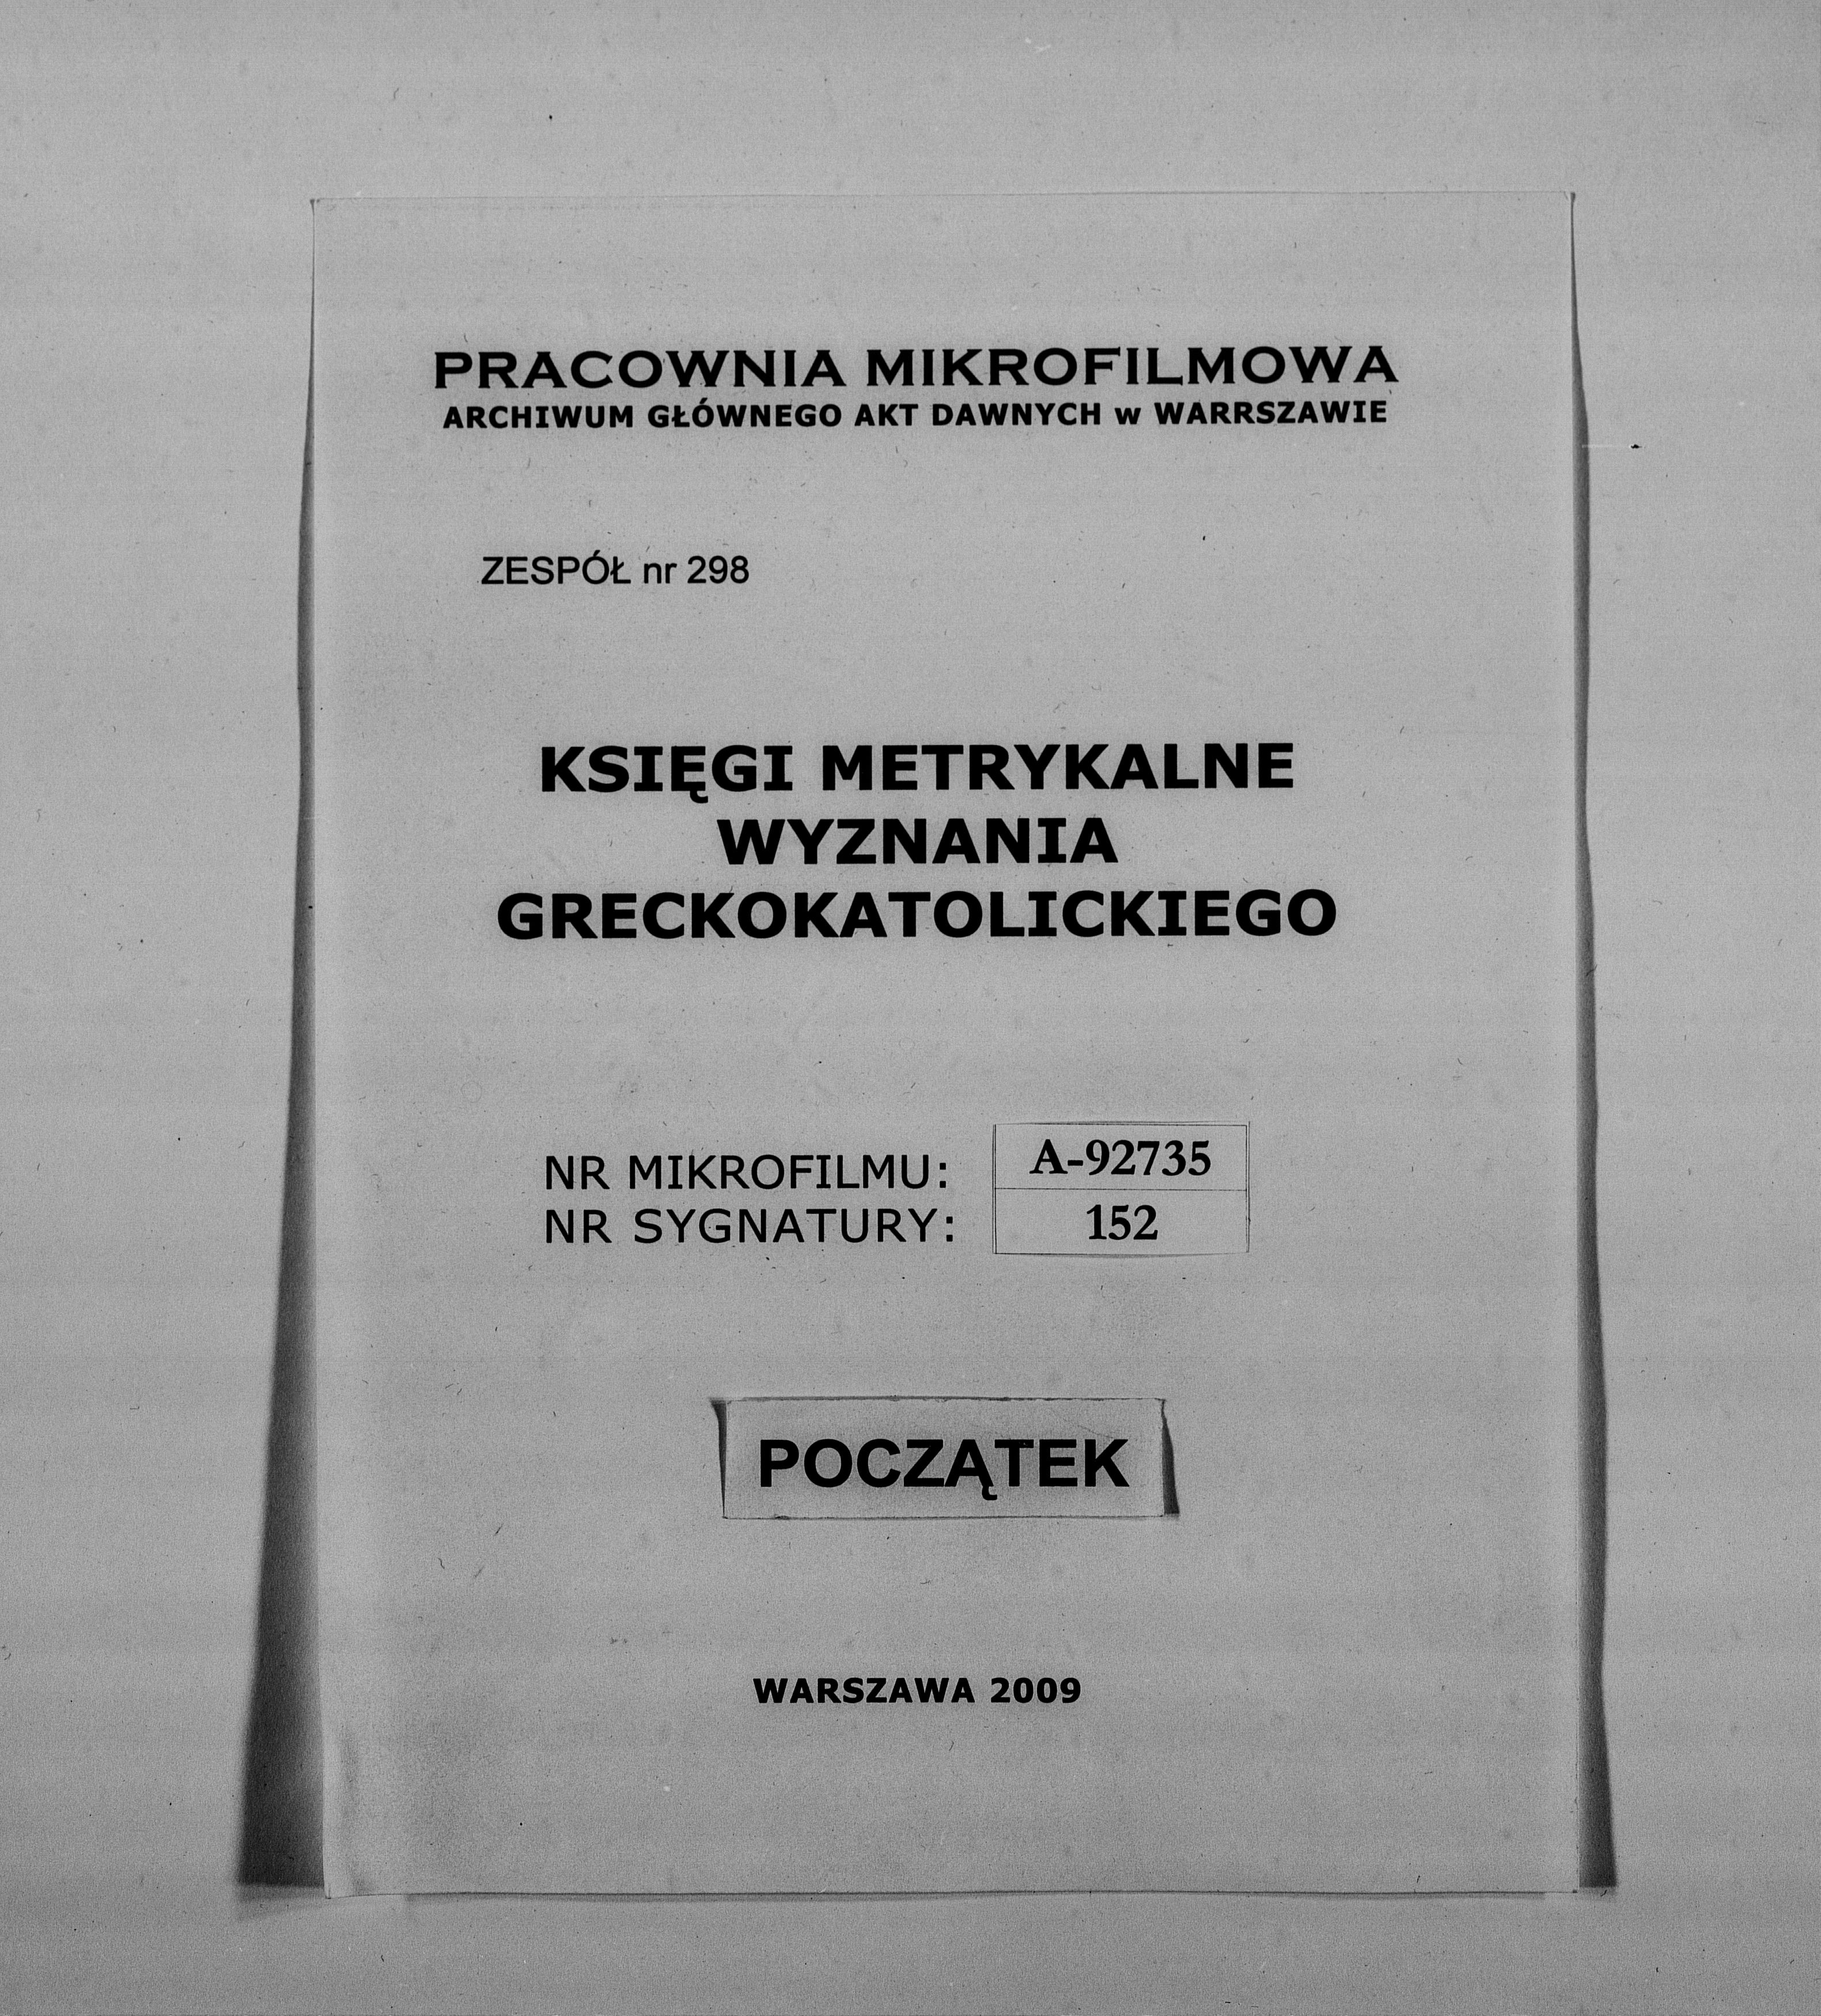 PRACOWNIA MIKROFILMOWA
ARCHIWUM GŁÓWNEGO AKT DAWNYCH w WARRSZAWIE
ZESPÓŁ nr 298
KSIĘGI METRYKALNE
WYZNANIA
GRECKOKATOLICKIEGO
NR MIKROFILMU: A-92735
NR SYGNATURY: 152
POCZĄTEK
WARSZAWA 2009